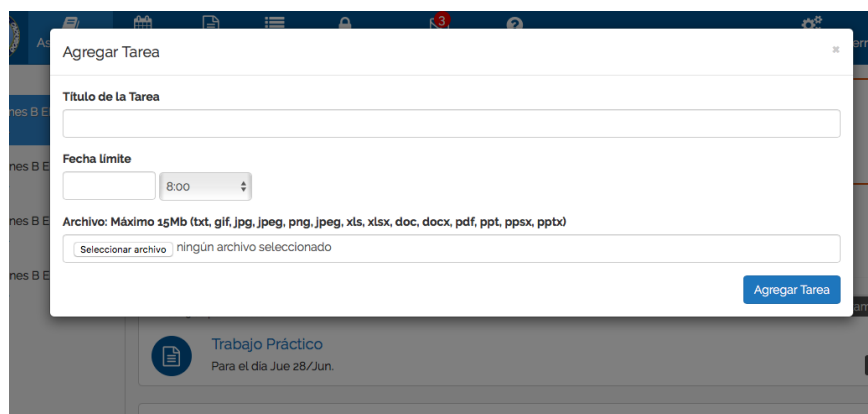 3
Agregar Tarea
×
Título de la Tarea
Fecha límite
8:00
Archivo: Máximo 15Mb (txt, gif, jpg, jpeg, png, jpeg, xls, xlsx, doc, docx, pdf, ppt, ppsx, pptx)
Seleccionar archivo ningún archivo seleccionado
Agregar Tarea
Trabajo Práctico
Para el dia Jue 28/Jun.